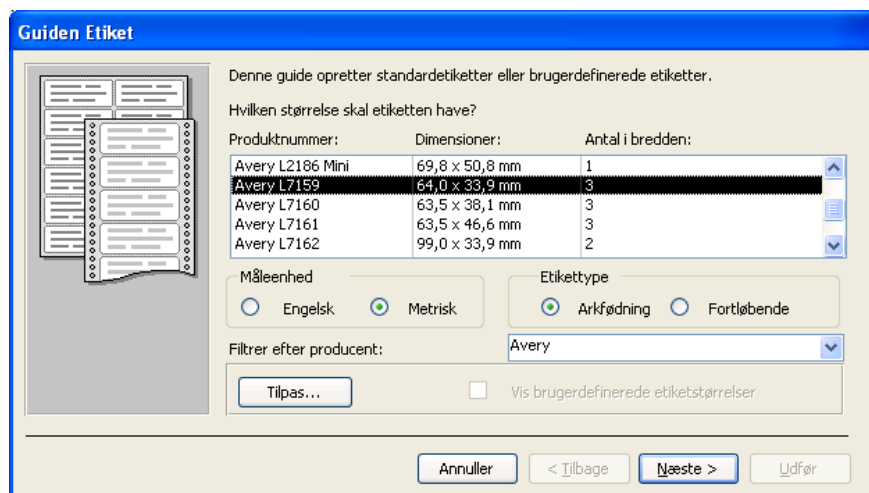 Guiden Etiket
Denne guide opretter standardetiketter eller brugerdefinerede etiketter.
Hvilken størrelse skal etiketten have?
Produktnummer: Dimensioner: Antal i bredden:
Avery L2186 Mini 69,8 x 50,8 mm 1
Avery L7159 64,0 x 33,9 mm 3
Avery L7160 63,5 x 38,1 mm 3
Avery L7161 63,5 x 46,6 mm 3
Avery L7162 99,0 x 33,9 mm 2
Måleenhed Etikettype
Engelsk Metrisk Arkfødning Fortløbende
Filtrer efter producent: Avery
Tilpas... Vis brugerdefinerede etiketstørrelser
Annuller < Tilbage Næste > Udfør